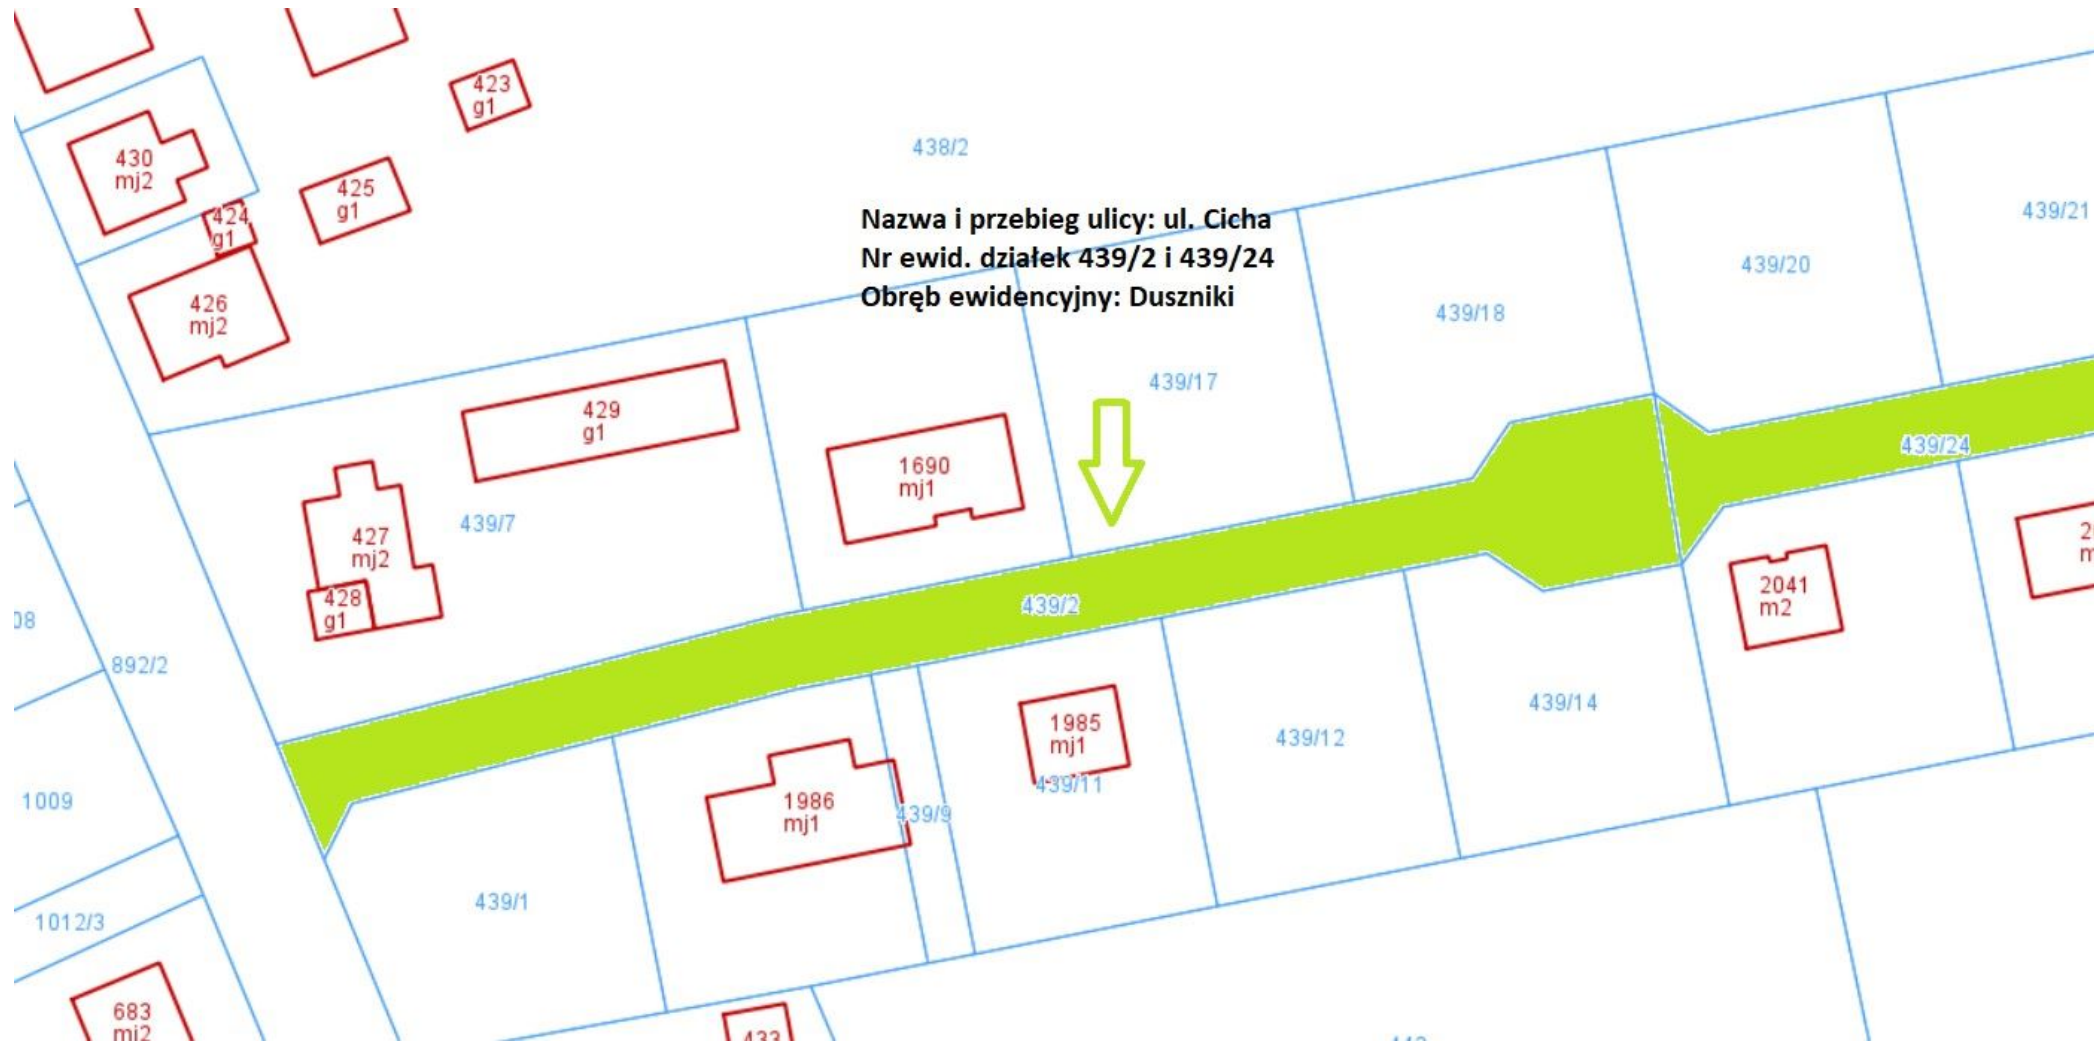 423
g1
438/2
430
mj2
425
g1
424
g1
439/21
Nazwa i przebieg ulicy: ul. Cicha
Nr ewid. działek 439/2 i 439/24
Obręb ewidencyjny: Duszniki
439/20
426
mj2
439/18
439/17
429
g1
439/24
1690
mj1
439/7
427
mj2
2041
m2
428
g1
439/2
892/2
439/14
1985
mj1
439/12
439/11
1009
1986
mj1
439/9
439/1
1012/3
683
mj2
433